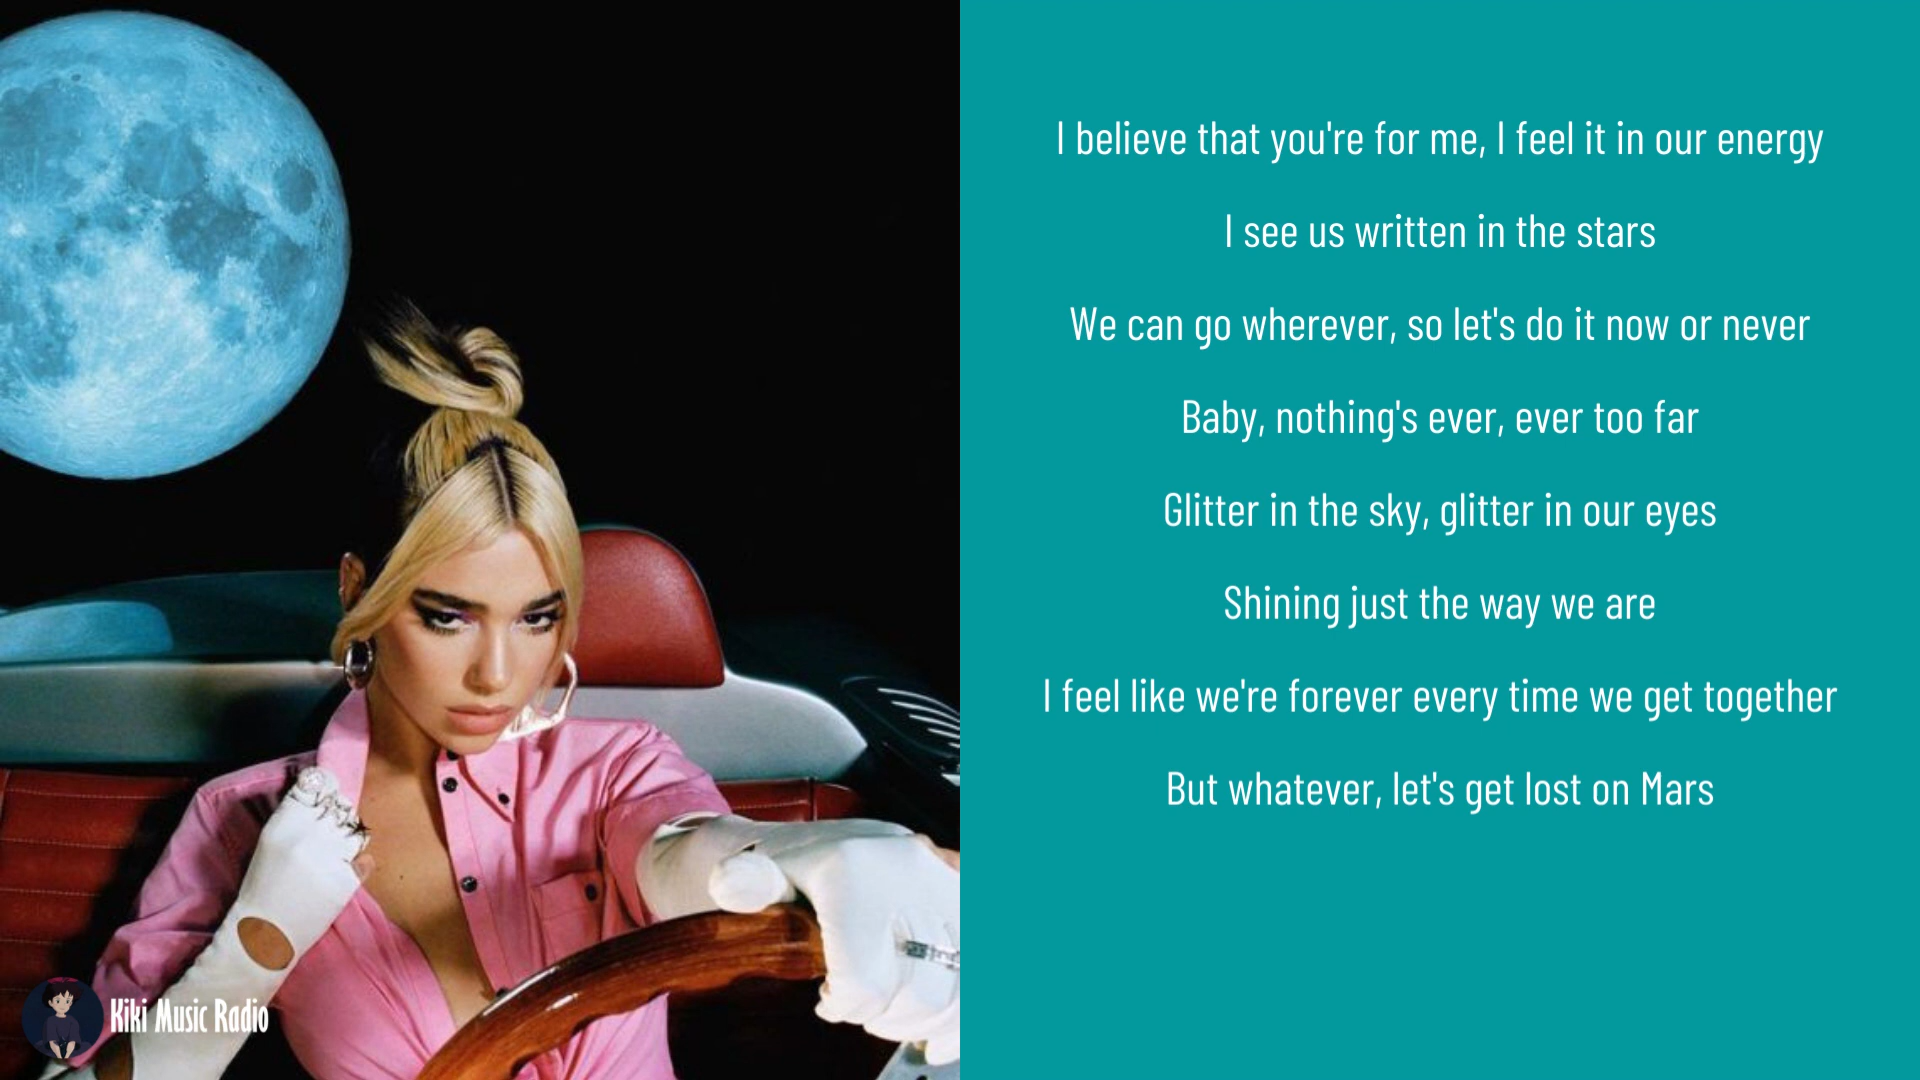 I believe that you're for me, I feel it in our energy
I see us written in the stars
We can go wherever, so let's do it now or never
Baby, nothing's ever, ever too far
Glitter in the sky, glitter in our eyes
Shining just the way we are
I feel like we're forever every time we get together
But whatever, let's get lost on Mars
Kiki Music Radio